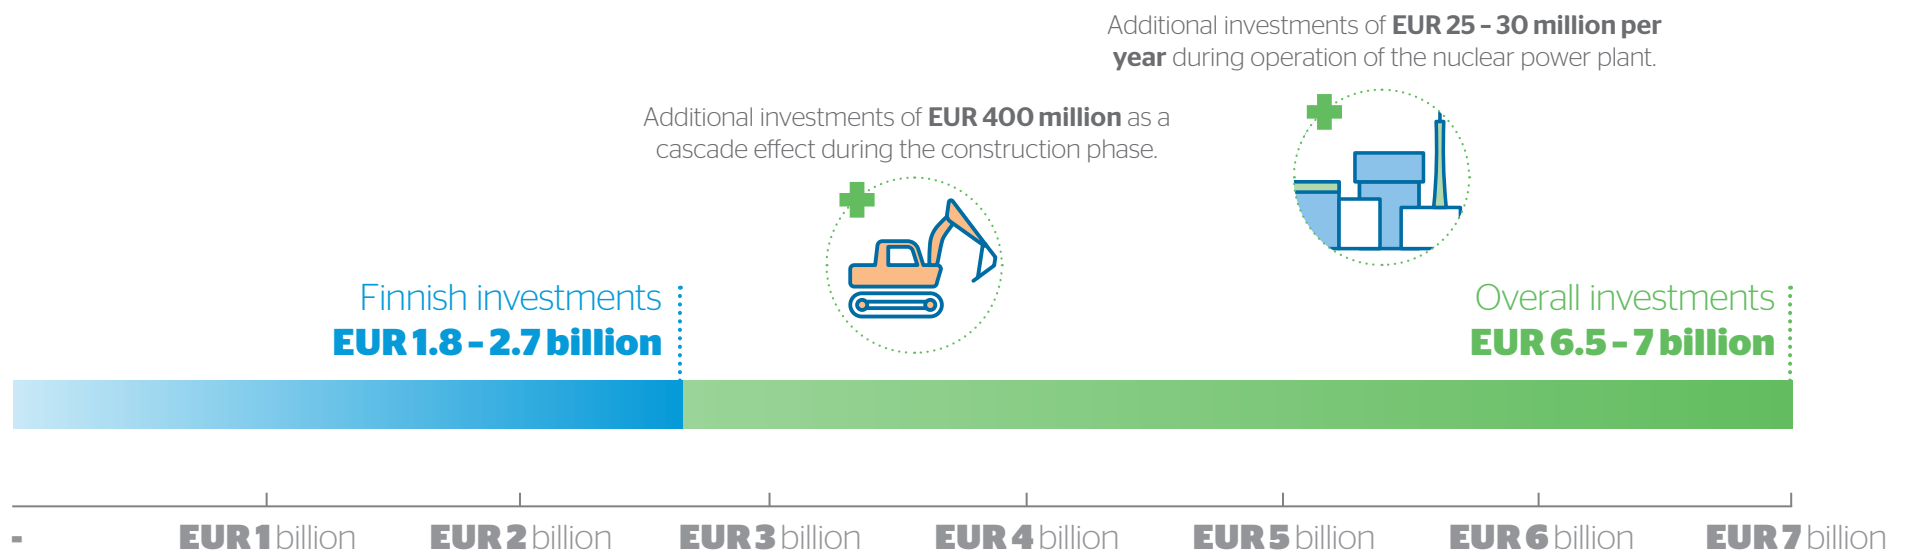 Additional investments of EUR 25 – 30 million per
year during operation of the nuclear power plant.
Additional investments of EUR 400 million as a
cascade effect during the construction phase.
Finnish investments
EUR 1.8 – 2.7 billion
Overall investments
EUR 6.5 – 7 billion
-
EUR 1 billion
EUR 2 billion
EUR 3 billion
EUR 4 billion
EUR 5 billion
EUR 6 billion
EUR 7 billion